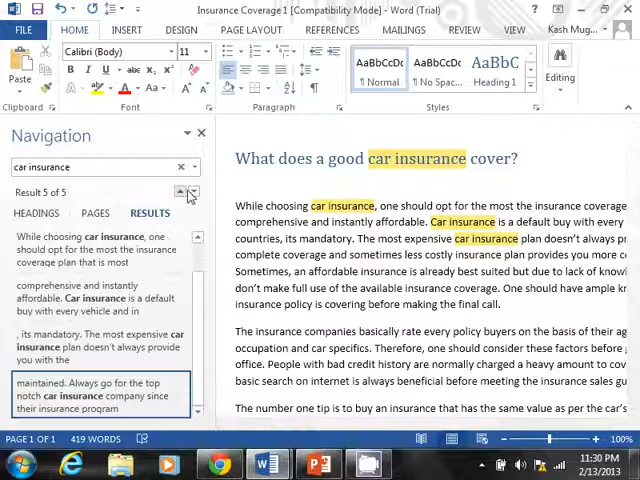 Insurance Coverage1 [Compatibility Mode] - Word (Trial)
FILE HOME INSERT DESIGN PAGE LAYOUT REFERENCES MAILINGS REVIEW Kash Mug...
Calibri (Body) 11
Paste
B I U abc x₂ x²
AaBbCcDc AaBbCcDc AaBbC
¶ Normal ¶ No Spac... Heading 1
Editing
Clipboard Font Paragraph Styles
Navigation
car insurance
Result 5 of 5
HEADINGS PAGES RESULTS
While choosing car insurance, one
should opt for the most insurance
coverage plan that is most
comprehensive and instantly
affordable. Car insurance is a default
buy with every vehicle and in
, its mandatory. The most expensive car
insurance plan doesn't always provide
you with the
maintained. Always go for the top
notch car insurance company since
their insurance program
What does a good car insurance cover?
While choosing car insurance, one should opt for the most insurance coverage
comprehensive and instantly affordable. Car insurance is a default buy with every
countries, its mandatory. The most expensive car insurance plan doesn't always pr
complete coverage and sometimes less costly insurance plan provides you more c
Sometimes, an affordable insurance is already best suited but due to lack of know
don't make full use of the available insurance coverage. One should have ample kr
insurance policy is covering before making the final call.
The insurance companies basically rate every policy buyers on the basis of their ag
occupation and car specifics. Therefore, one should consider these factors before
office. People with bad credit history are normally charged a heavy amount to cov
basic search on internet is always beneficial before meeting the insurance sales gu
The number one tip is to buy an insurance that has the same value as per the car's
PAGE 1 OF 1 419 WORDS 100%
11:30 PM
2/13/2013